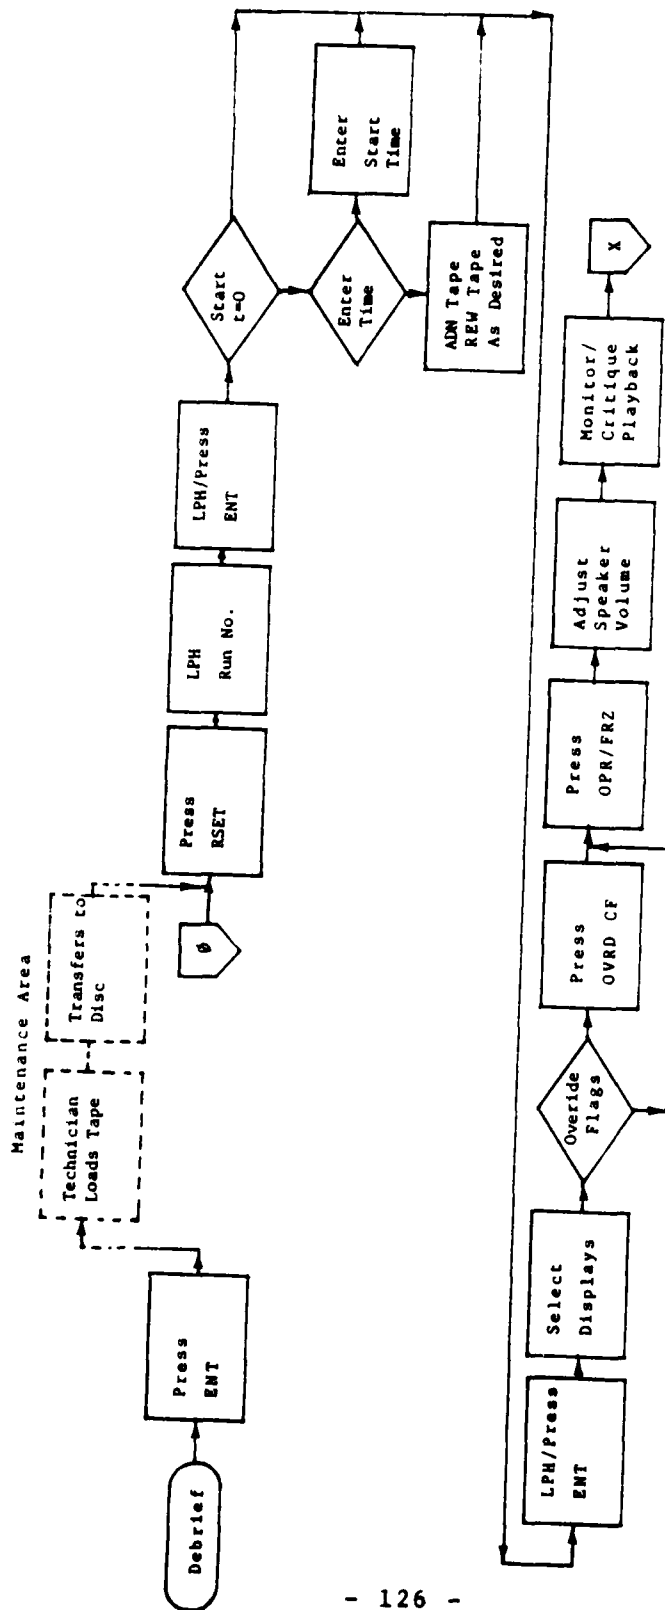 Maintenance Area
Debrief
Press
ENT
Technician
Loads Tape
Transfers to
Disc
Ø
Press
RSET
LPH
Run No.
LPH/Press
ENT
Start
t=0
Enter
Time
Enter
Start
Time
ADN Tape
REW Tape
As Desired
LPH/Press
ENT
Select
Displays
Overide
Flags
Press
OVRD CF
Press
OPR/FRZ
Adjust
Speaker
Volume
Monitor/
Critique
Playback
X
- 126 -